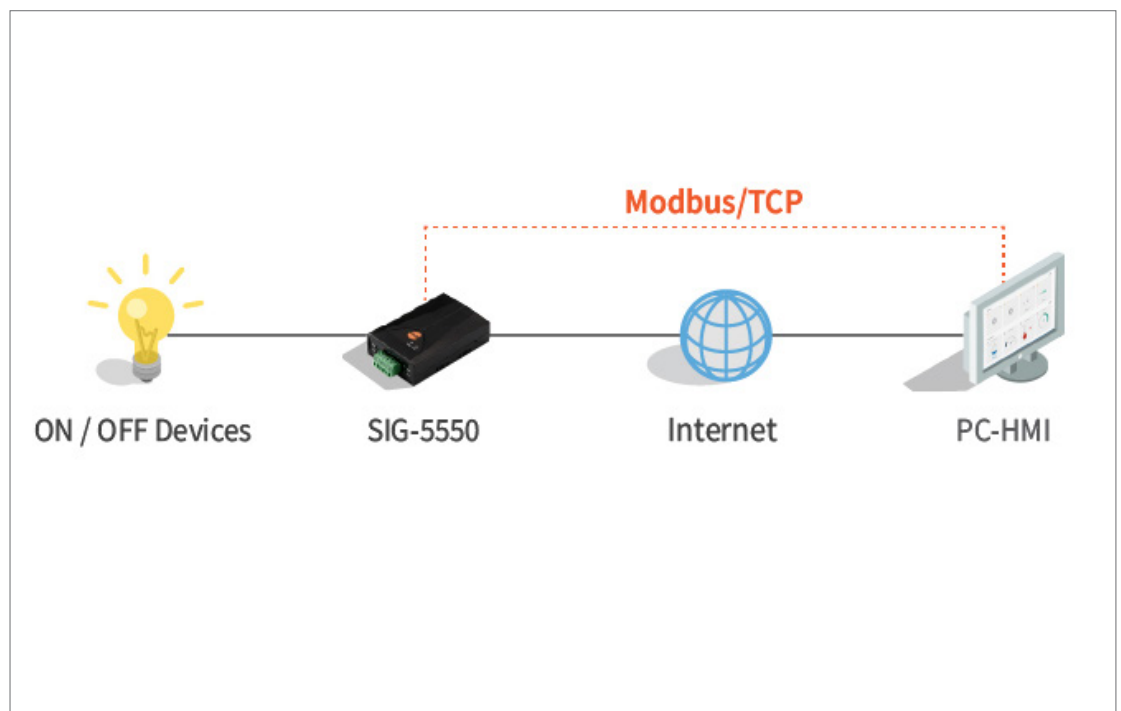 Modbus/TCP
ON / OFF Devices
SIG-5550
Internet
PC-HMI